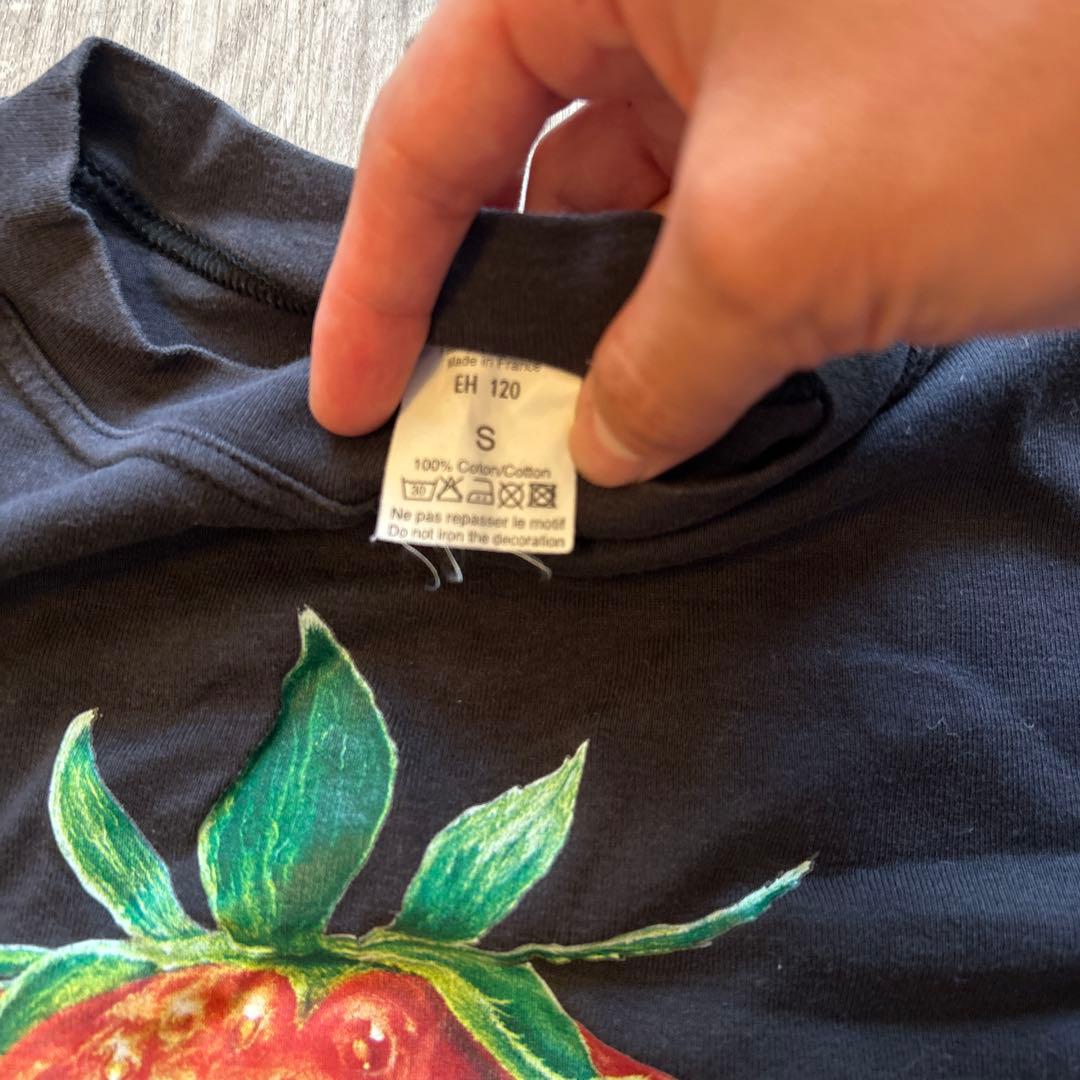 Made in France
EH 120
S
100% Coton/Cotton
30
Ne pas repasser le motif
Do not iron the decoration